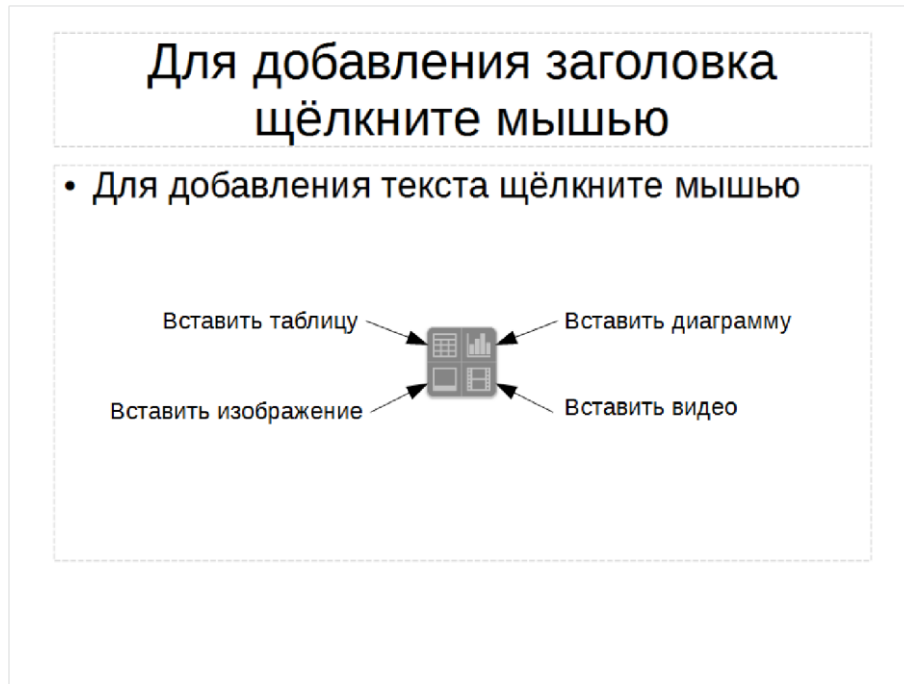 Для добавления заголовка
щёлкните мышью
• Для добавления текста щёлкните мышью
Вставить таблицу
Вставить диаграмму
Вставить изображение
Вставить видео